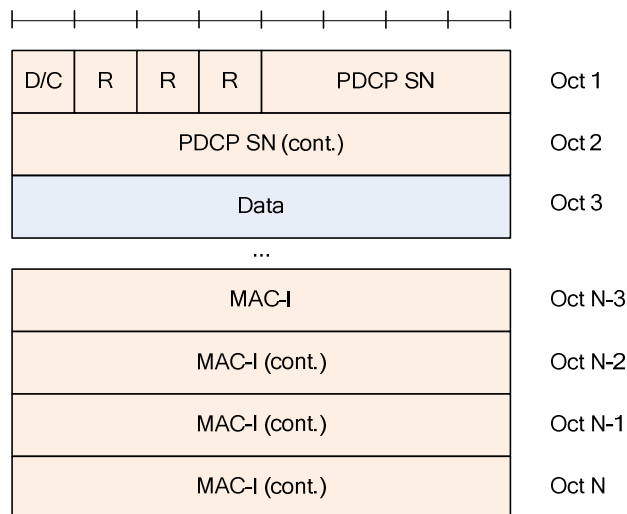 D/C R R R PDCP SN Oct 1
PDCP SN (cont.) Oct 2
Data Oct 3
...
MAC-I Oct N-3
MAC-I (cont.) Oct N-2
MAC-I (cont.) Oct N-1
MAC-I (cont.) Oct N